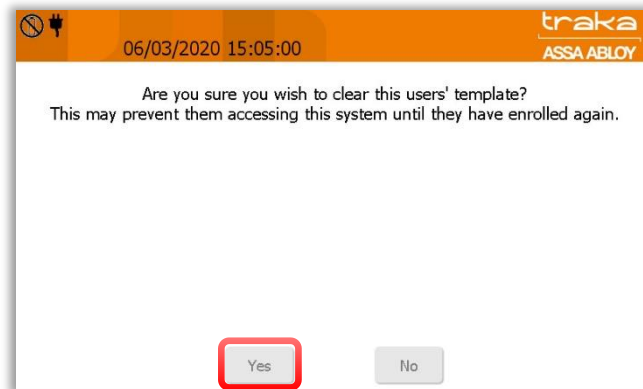 traka
06/03/2020 15:05:00
ASSA ABLOY
Are you sure you wish to clear this users' template?
This may prevent them accessing this system until they have enrolled again.
Yes
No